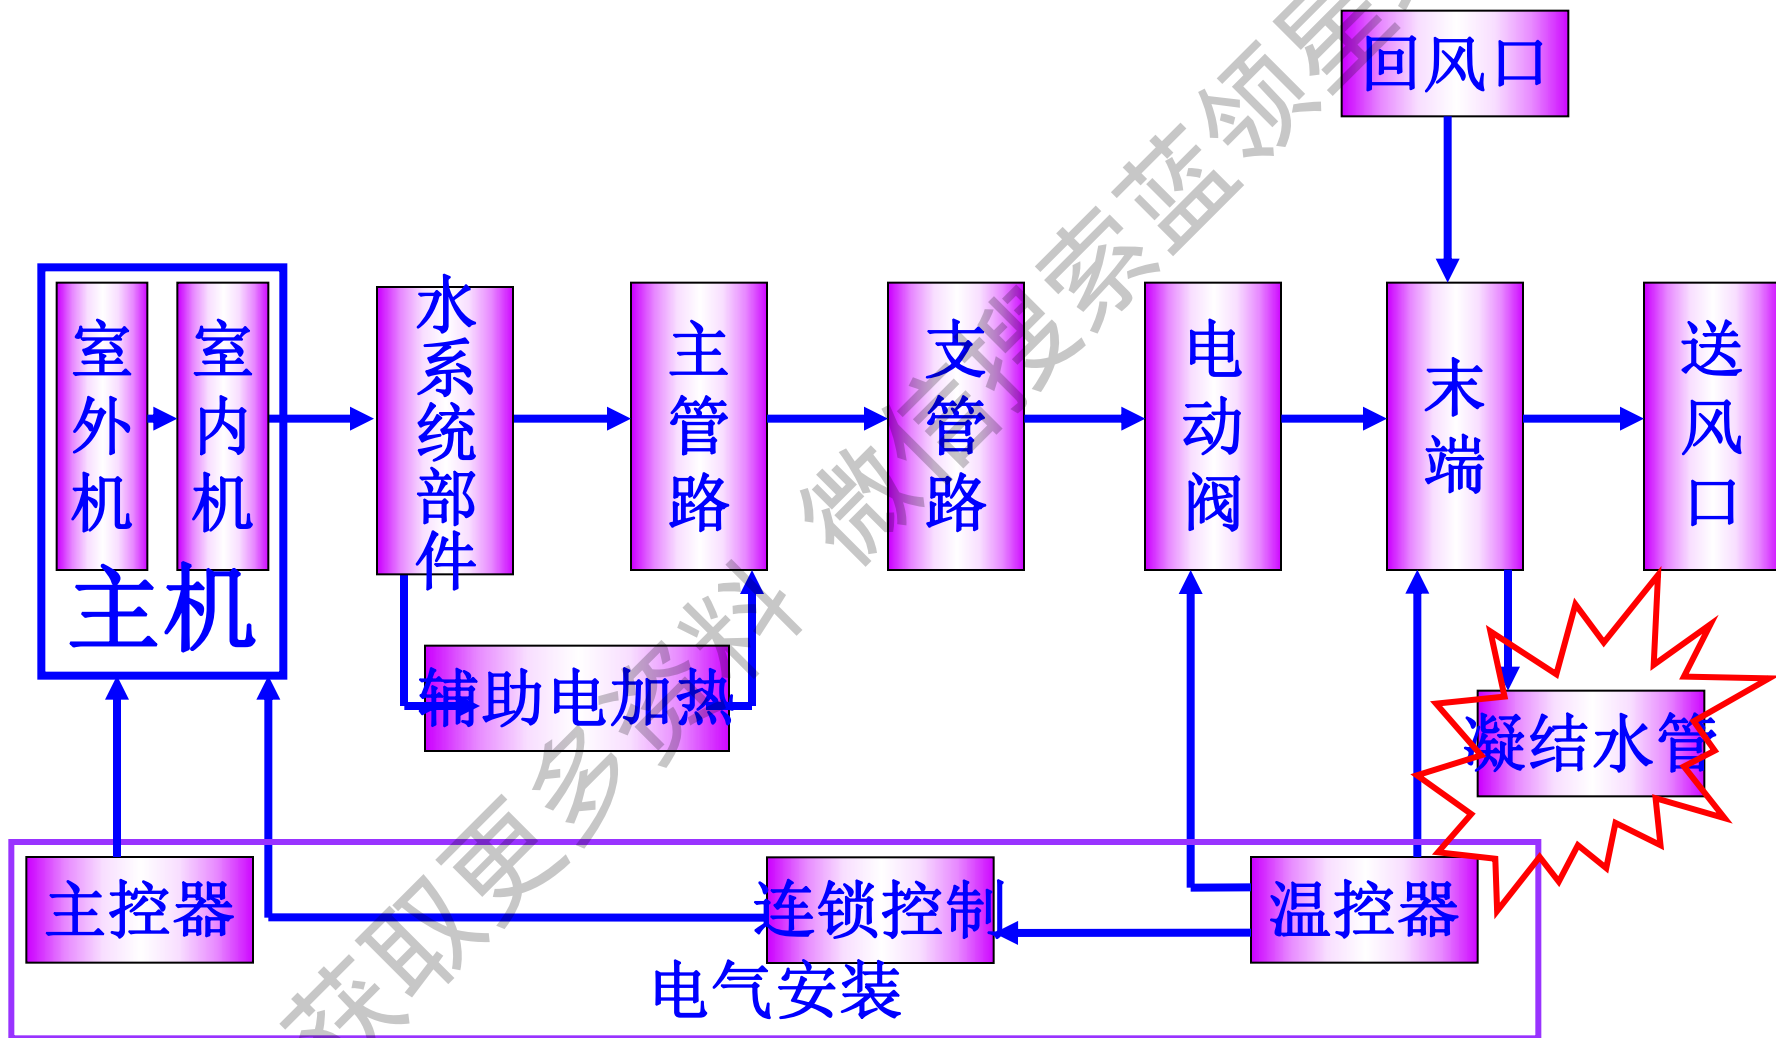 回风口
室外机
室内机
主机
水系统部件
主管路
支管路
电动阀
末端
送风口
辅助电加热
凝结水管
主控器
连锁控制
温控器
电气安装
获取更多资料 微信搜索蓝领星